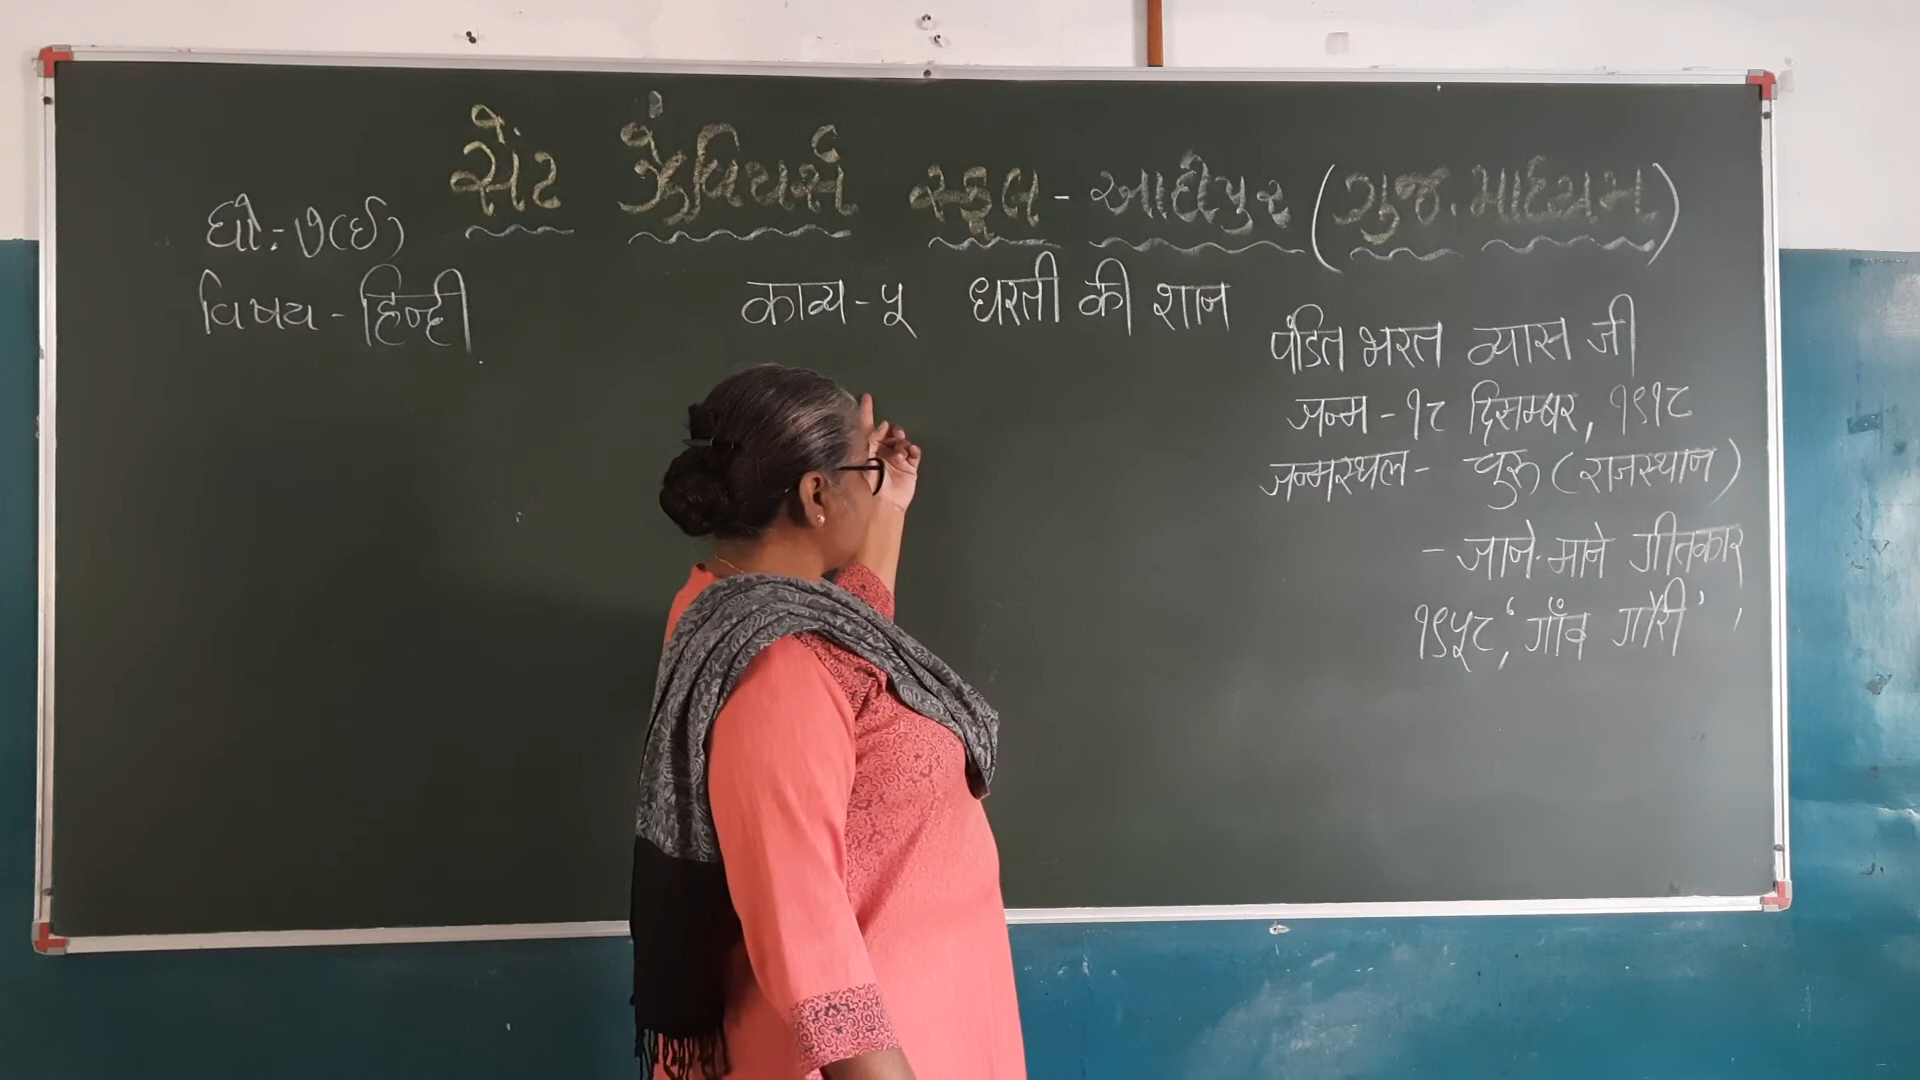 સેંટ ઝેવિયર્સ સ્કૂલ - આદીપુર (ગુજ. માધ્યમ)
ધો:- ૭(ઈ)
विषय - हिन्दी
काव्य - ५ धरती की शान
पंडित भरत व्यास जी
जन्म - १८ दिसम्बर, १९१८
जन्मस्थल - चुरू (राजस्थान)
- जाने-माने गीतकार
१९५८, 'गाँव गोरी',